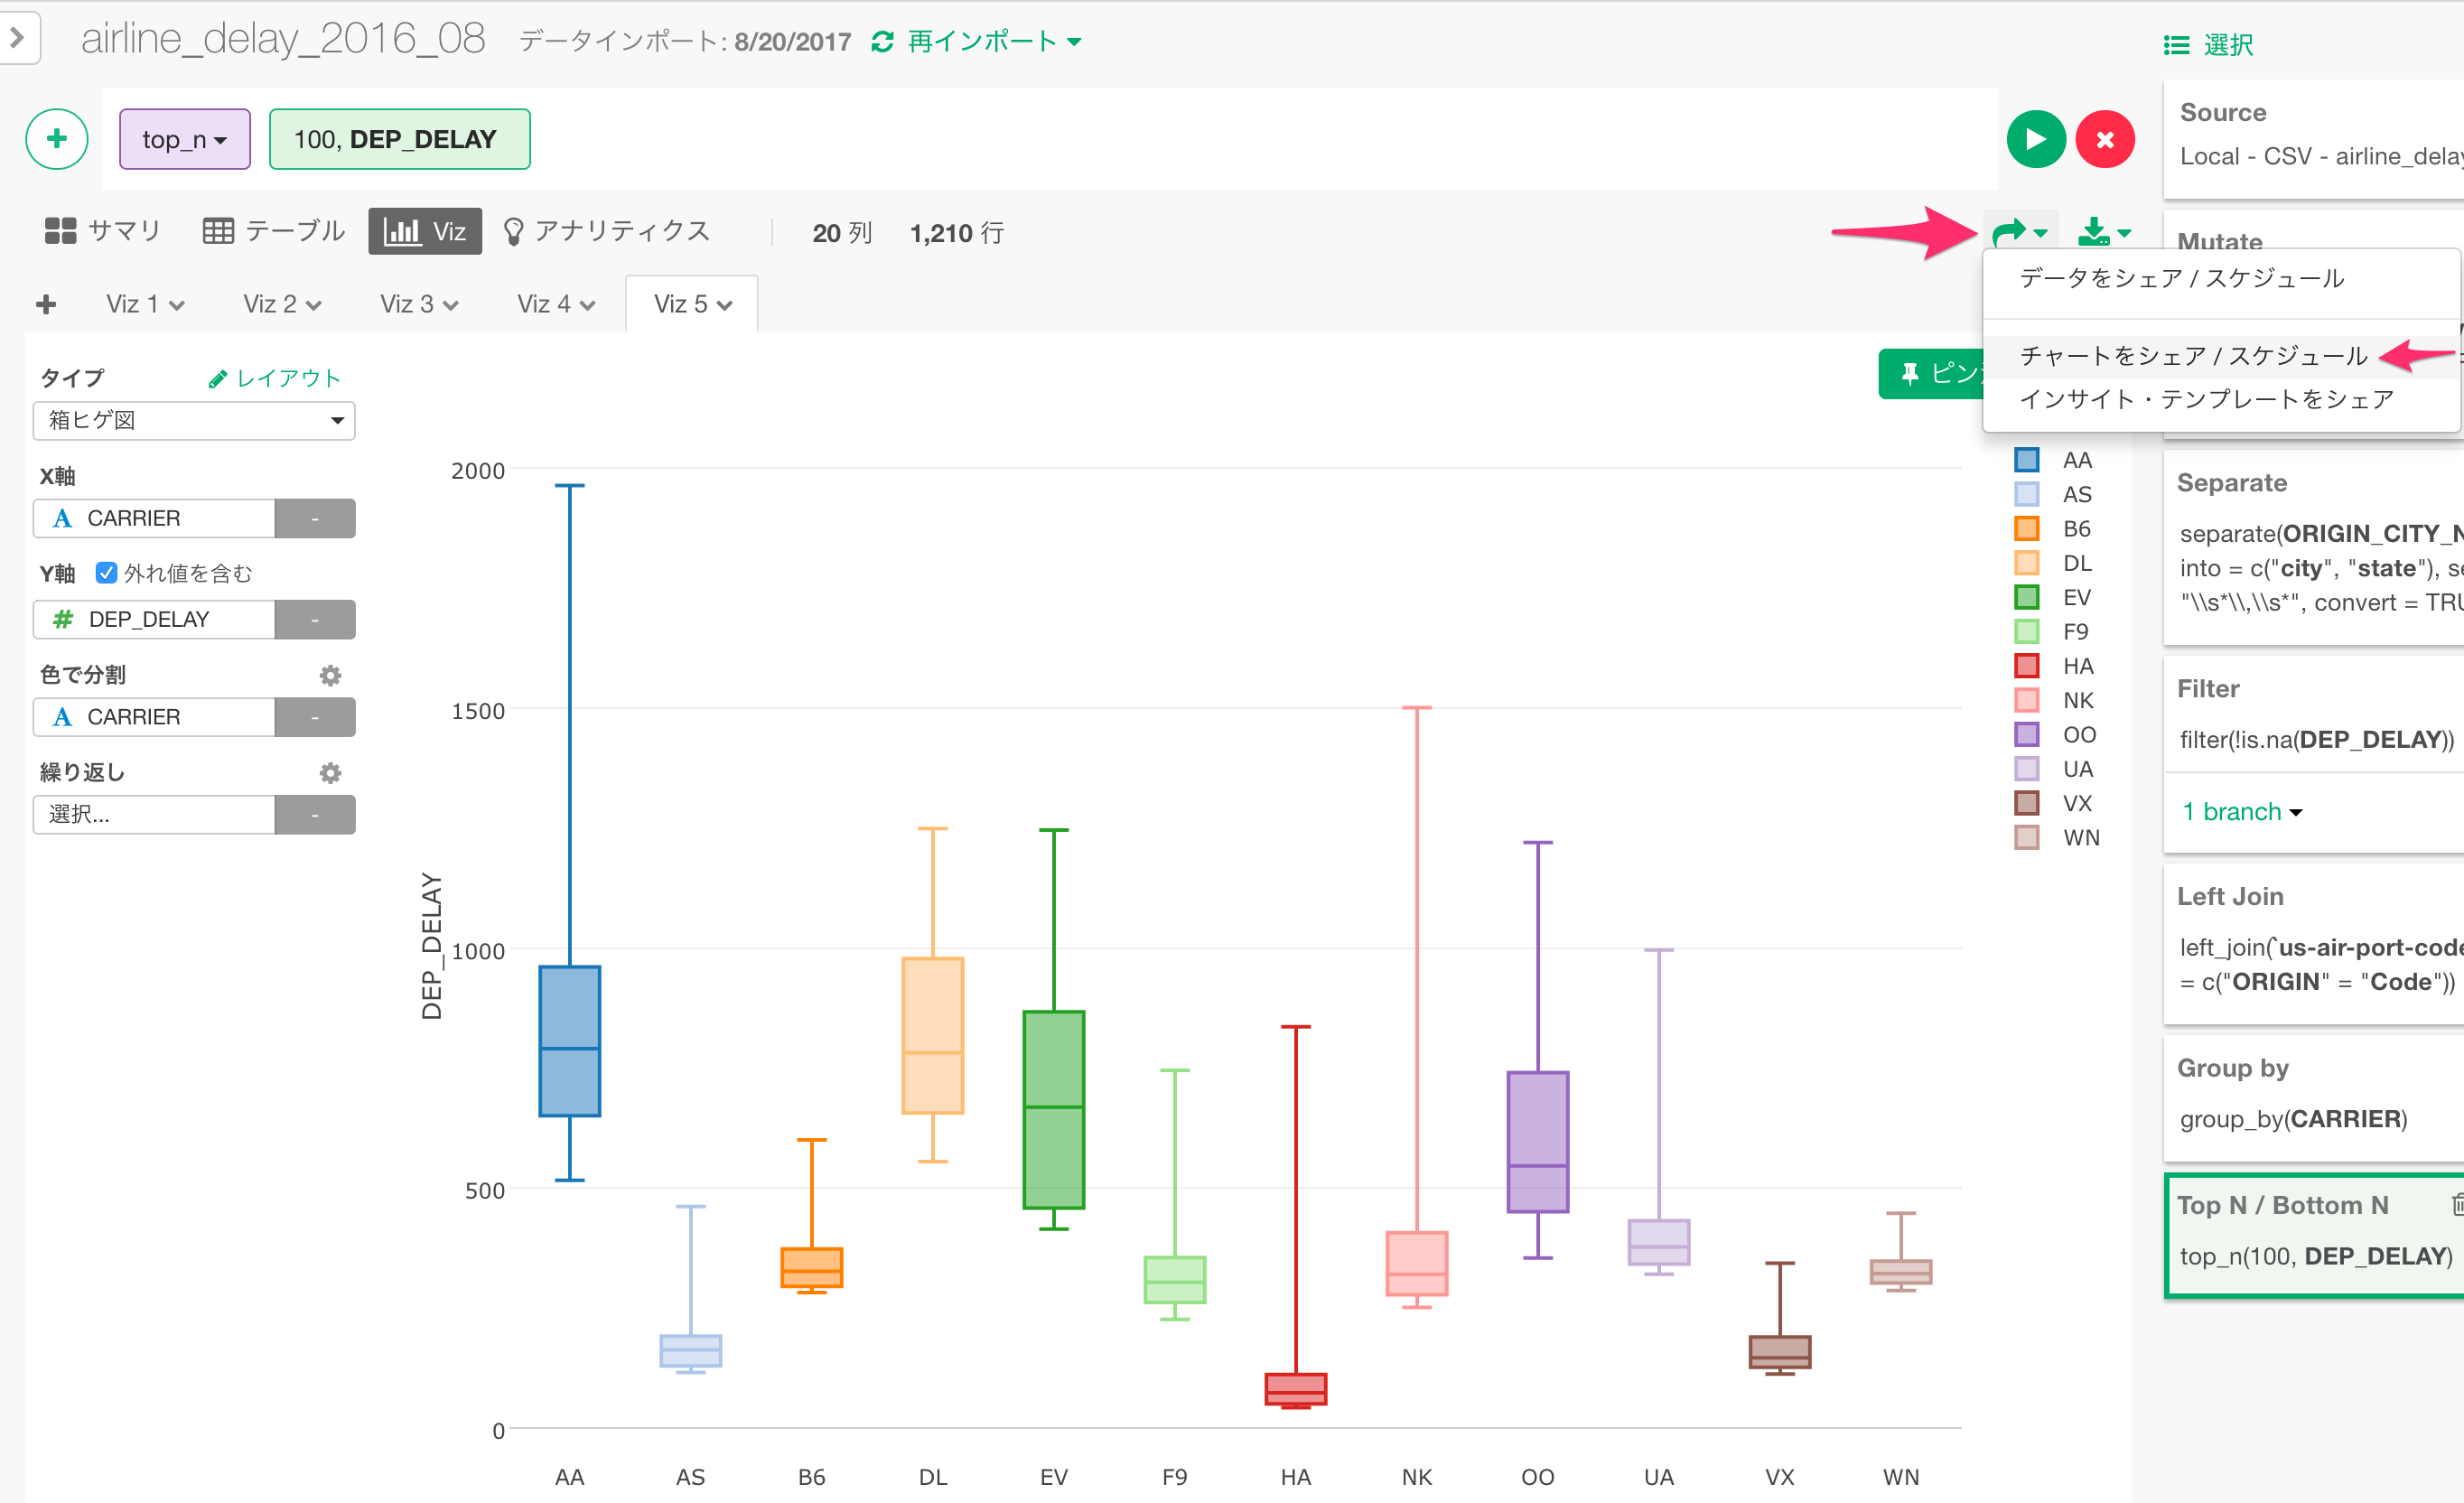 airline_delay_2016_08 データインポート: 8/20/2017 再インポート
選択
top_n 100, DEP_DELAY
サマリ テーブル Viz アナリティクス 20 列 1,210 行
Viz 1 Viz 2 Viz 3 Viz 4 Viz 5
データをシェア / スケジュール
チャートをシェア / スケジュール
インサイト・テンプレートをシェア
タイプ レイアウト
箱ヒゲ図
X軸
CARRIER -
Y軸 外れ値を含む
DEP_DELAY -
色で分割
CARRIER -
繰り返し
選択... -
ピン
DEP_DELAY
2000
1500
1000
500
0
AA AS B6 DL EV F9 HA NK OO UA VX WN
AA
AS
B6
DL
EV
F9
HA
NK
OO
UA
VX
WN
Source
Local - CSV - airline_delay
Mutate
Separate
separate(ORIGIN_CITY_N
into = c("city", "state"), se
"\\s*\\,\\s*", convert = TRU
Filter
filter(!is.na(DEP_DELAY))
1 branch
Left Join
left_join(`us-air-port-code
= c("ORIGIN" = "Code"))
Group by
group_by(CARRIER)
Top N / Bottom N
top_n(100, DEP_DELAY)